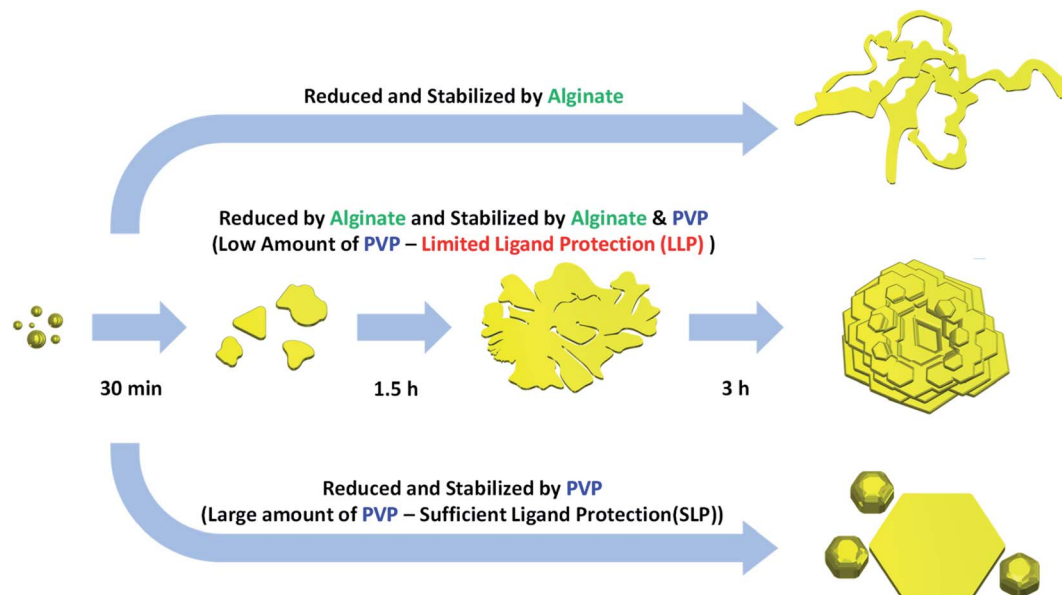 Reduced and Stabilized by Alginate
Reduced by Alginate and Stabilized by Alginate & PVP
(Low Amount of PVP – Limited Ligand Protection (LLP) )
30 min
1.5 h
3 h
Reduced and Stabilized by PVP
(Large amount of PVP – Sufficient Ligand Protection(SLP))